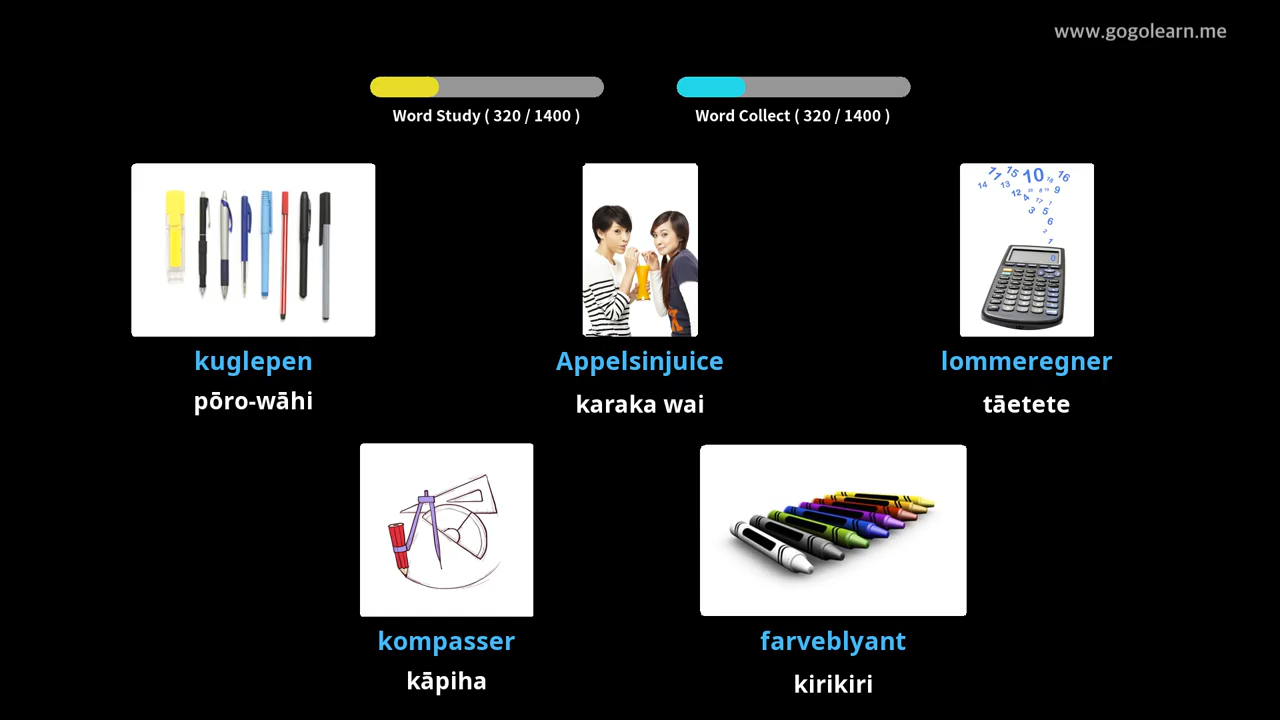 www.gogolearn.me
Word Study ( 320 / 1400 )
Word Collect ( 320 / 1400 )
kuglepen
Appelsinjuice
lommeregner
pōro-wāhi
karaka wai
tāetete
kompasser
farveblyant
kāpiha
kirikiri